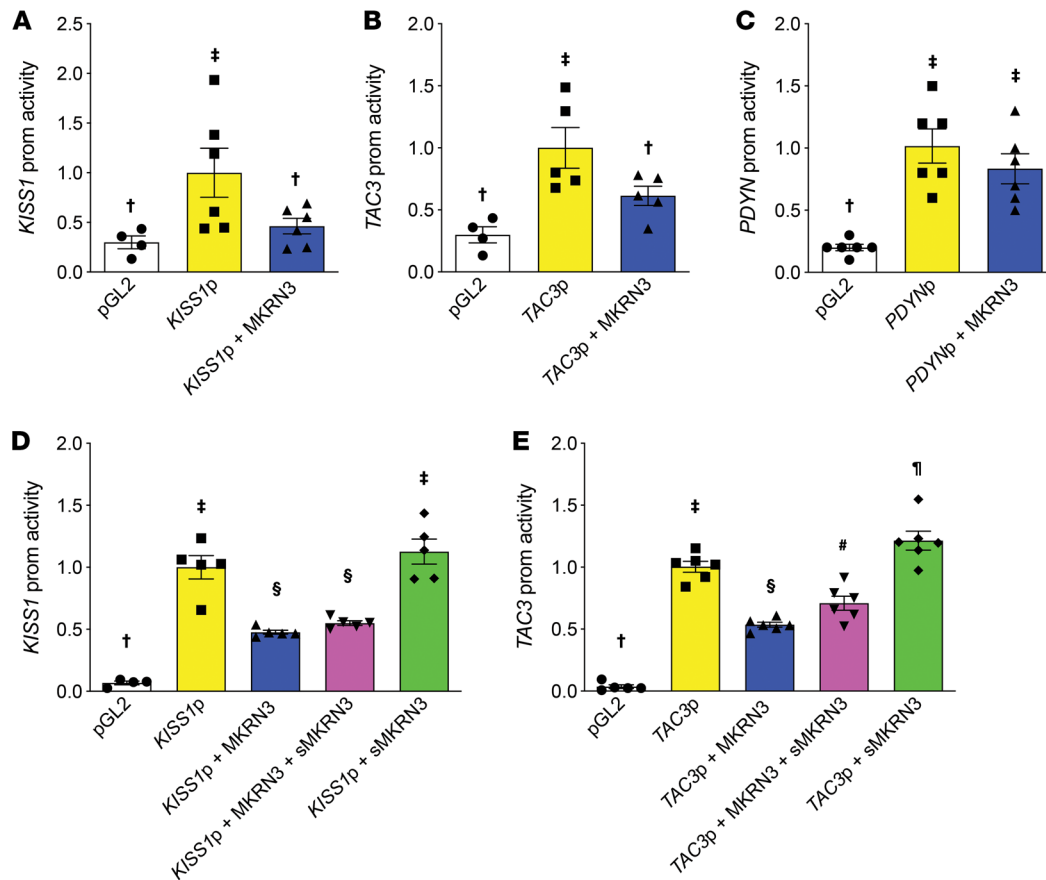 A
KISS1 prom activity
2.5
2.0
1.5
1.0
0.5
0.0
†
‡
†
pGL2
KISS1p
KISS1p + MKRN3
B
TAC3 prom activity
2.0
1.5
1.0
0.5
0.0
†
‡
†
pGL2
TAC3p
TAC3p + MKRN3
C
PDYN prom activity
2.0
1.5
1.0
0.5
0.0
†
‡
‡
pGL2
PDYNp
PDYNp + MKRN3
D
KISS1 prom activity
2.0
1.5
1.0
0.5
0.0
†
‡
§
§
‡
pGL2
KISS1p
KISS1p + MKRN3
KISS1p + MKRN3 + sMKRN3
KISS1p + sMKRN3
E
TAC3 prom activity
2.0
1.5
1.0
0.5
0.0
†
‡
§
#
¶
pGL2
TAC3p
TAC3p + MKRN3
TAC3p + MKRN3 + sMKRN3
TAC3p + sMKRN3